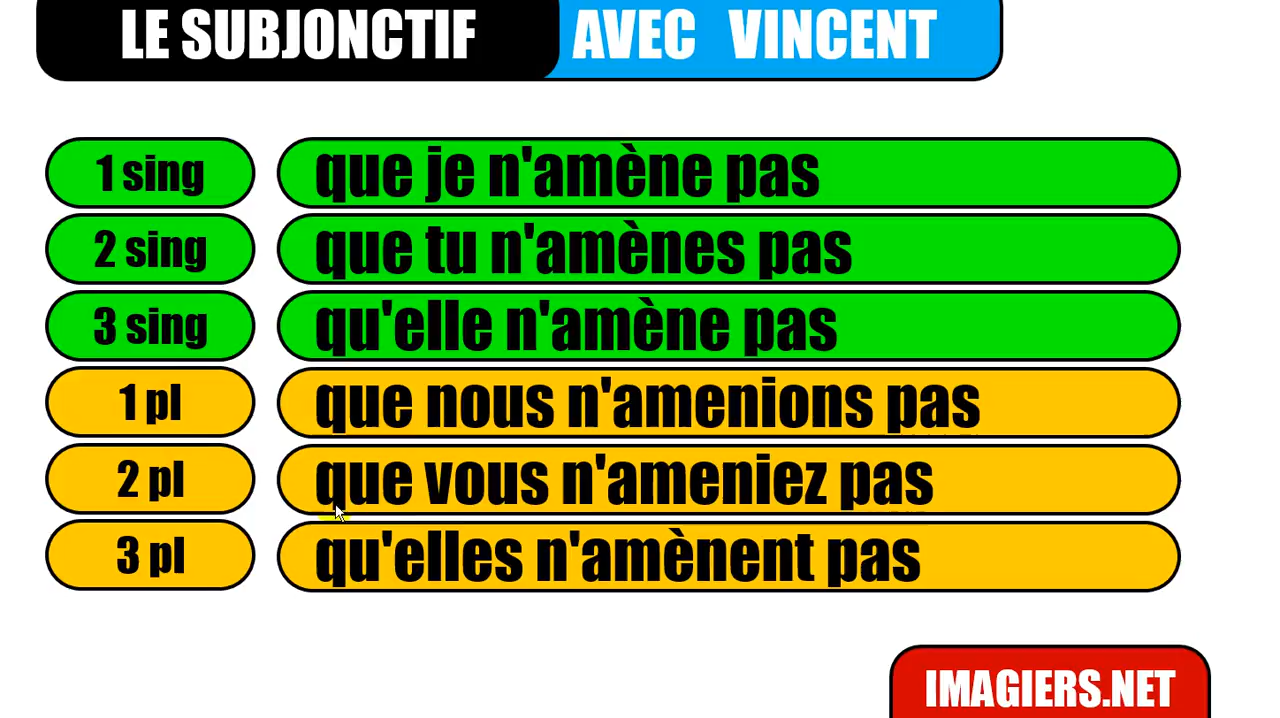 LE SUBJONCTIF AVEC VINCENT
1 sing que je n'amène pas
2 sing que tu n'amènes pas
3 sing qu'elle n'amène pas
1 pl que nous n'amenions pas
2 pl que vous n'ameniez pas
3 pl qu'elles n'amènent pas
IMAGIERS.NET